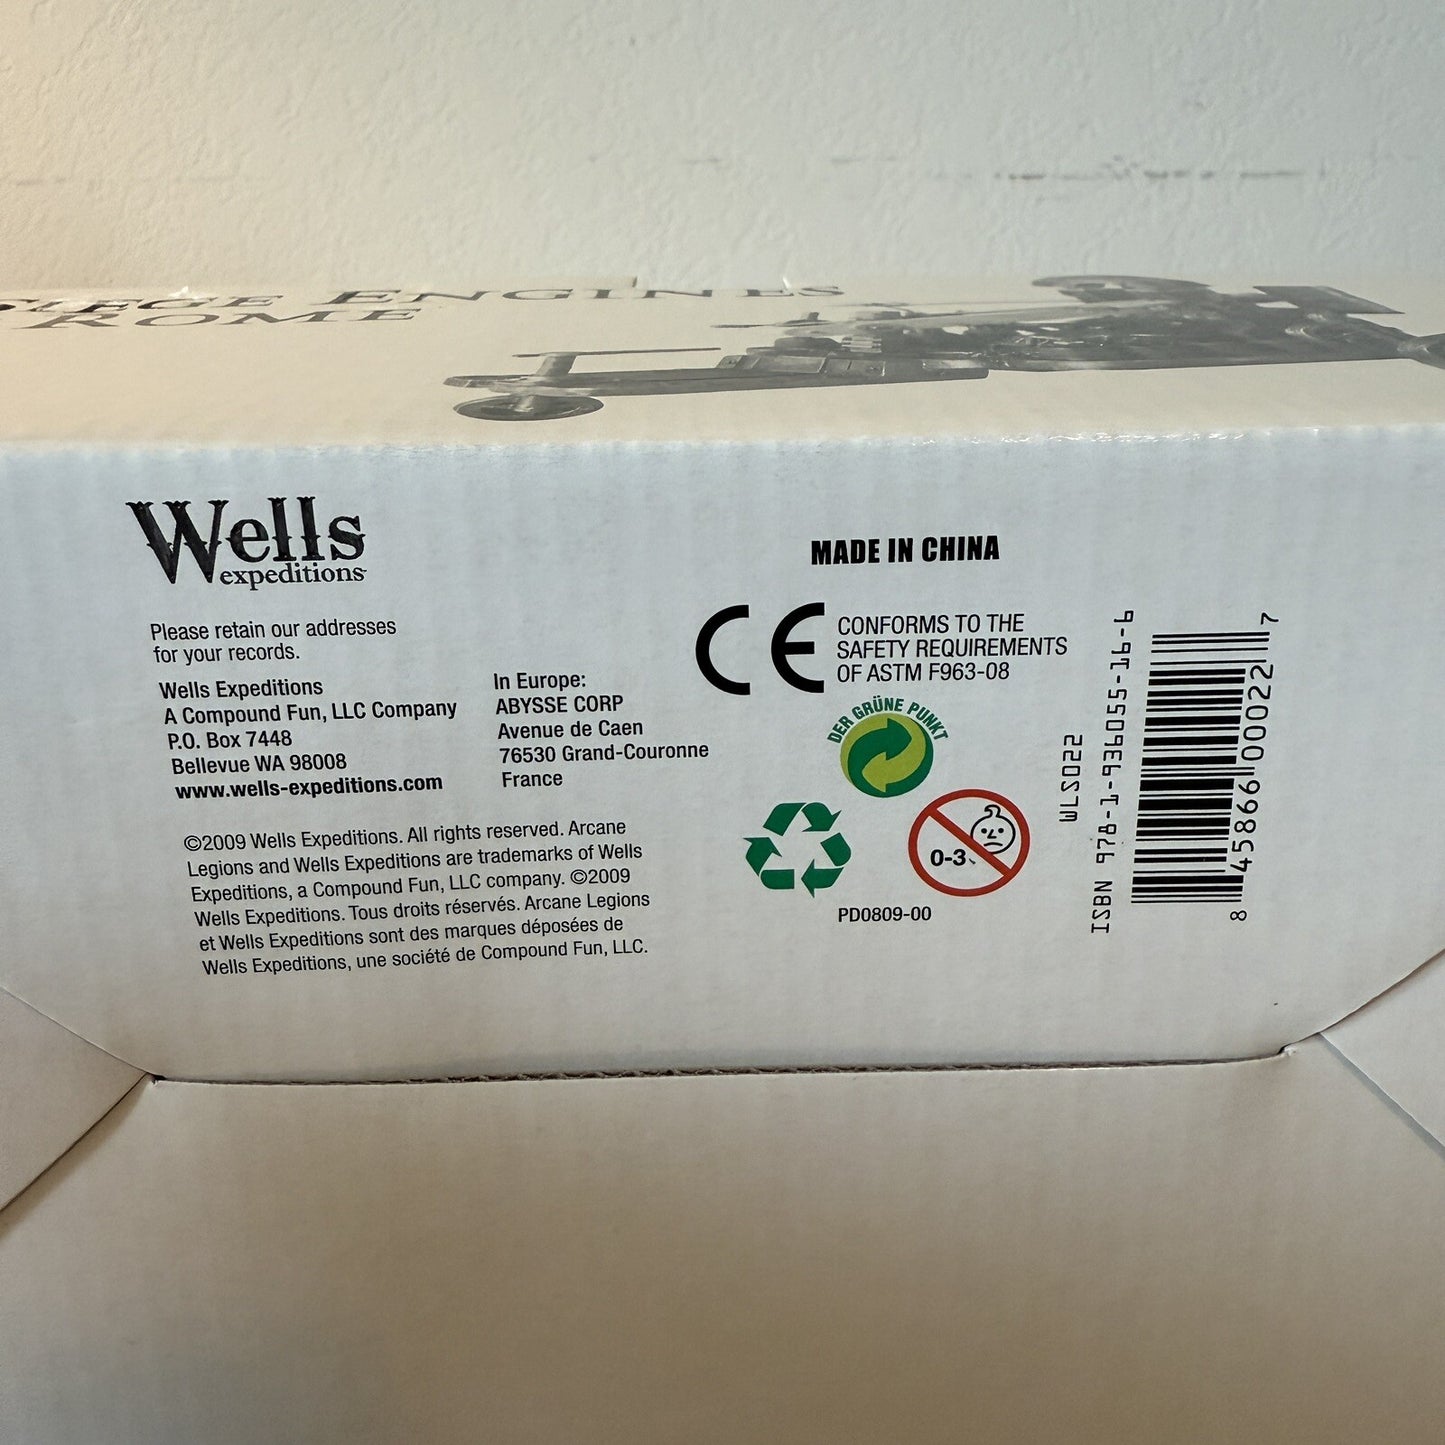 SIEGE ENGINES
ROME
Wells
expeditions
Please retain our addresses
for your records.
Wells Expeditions
A Compound Fun, LLC Company
P.O. Box 7448
Bellevue WA 98008
www.wells-expeditions.com
In Europe:
ABYSSE CORP
Avenue de Caen
76530 Grand-Couronne
France
©2009 Wells Expeditions. All rights reserved. Arcane
Legions and Wells Expeditions are trademarks of Wells
Expeditions, a Compound Fun, LLC company. ©2009
Wells Expeditions. Tous droits réservés. Arcane Legions
et Wells Expeditions sont des marques déposées de
Wells Expeditions, une société de Compound Fun, LLC.
MADE IN CHINA
CE
CONFORMS TO THE
SAFETY REQUIREMENTS
OF ASTM F963-08
DER GRÜNE PUNKT
0-3
PD0809-00
WLS022
ISBN 978-1-936055-16-6
8 45866 00022 7